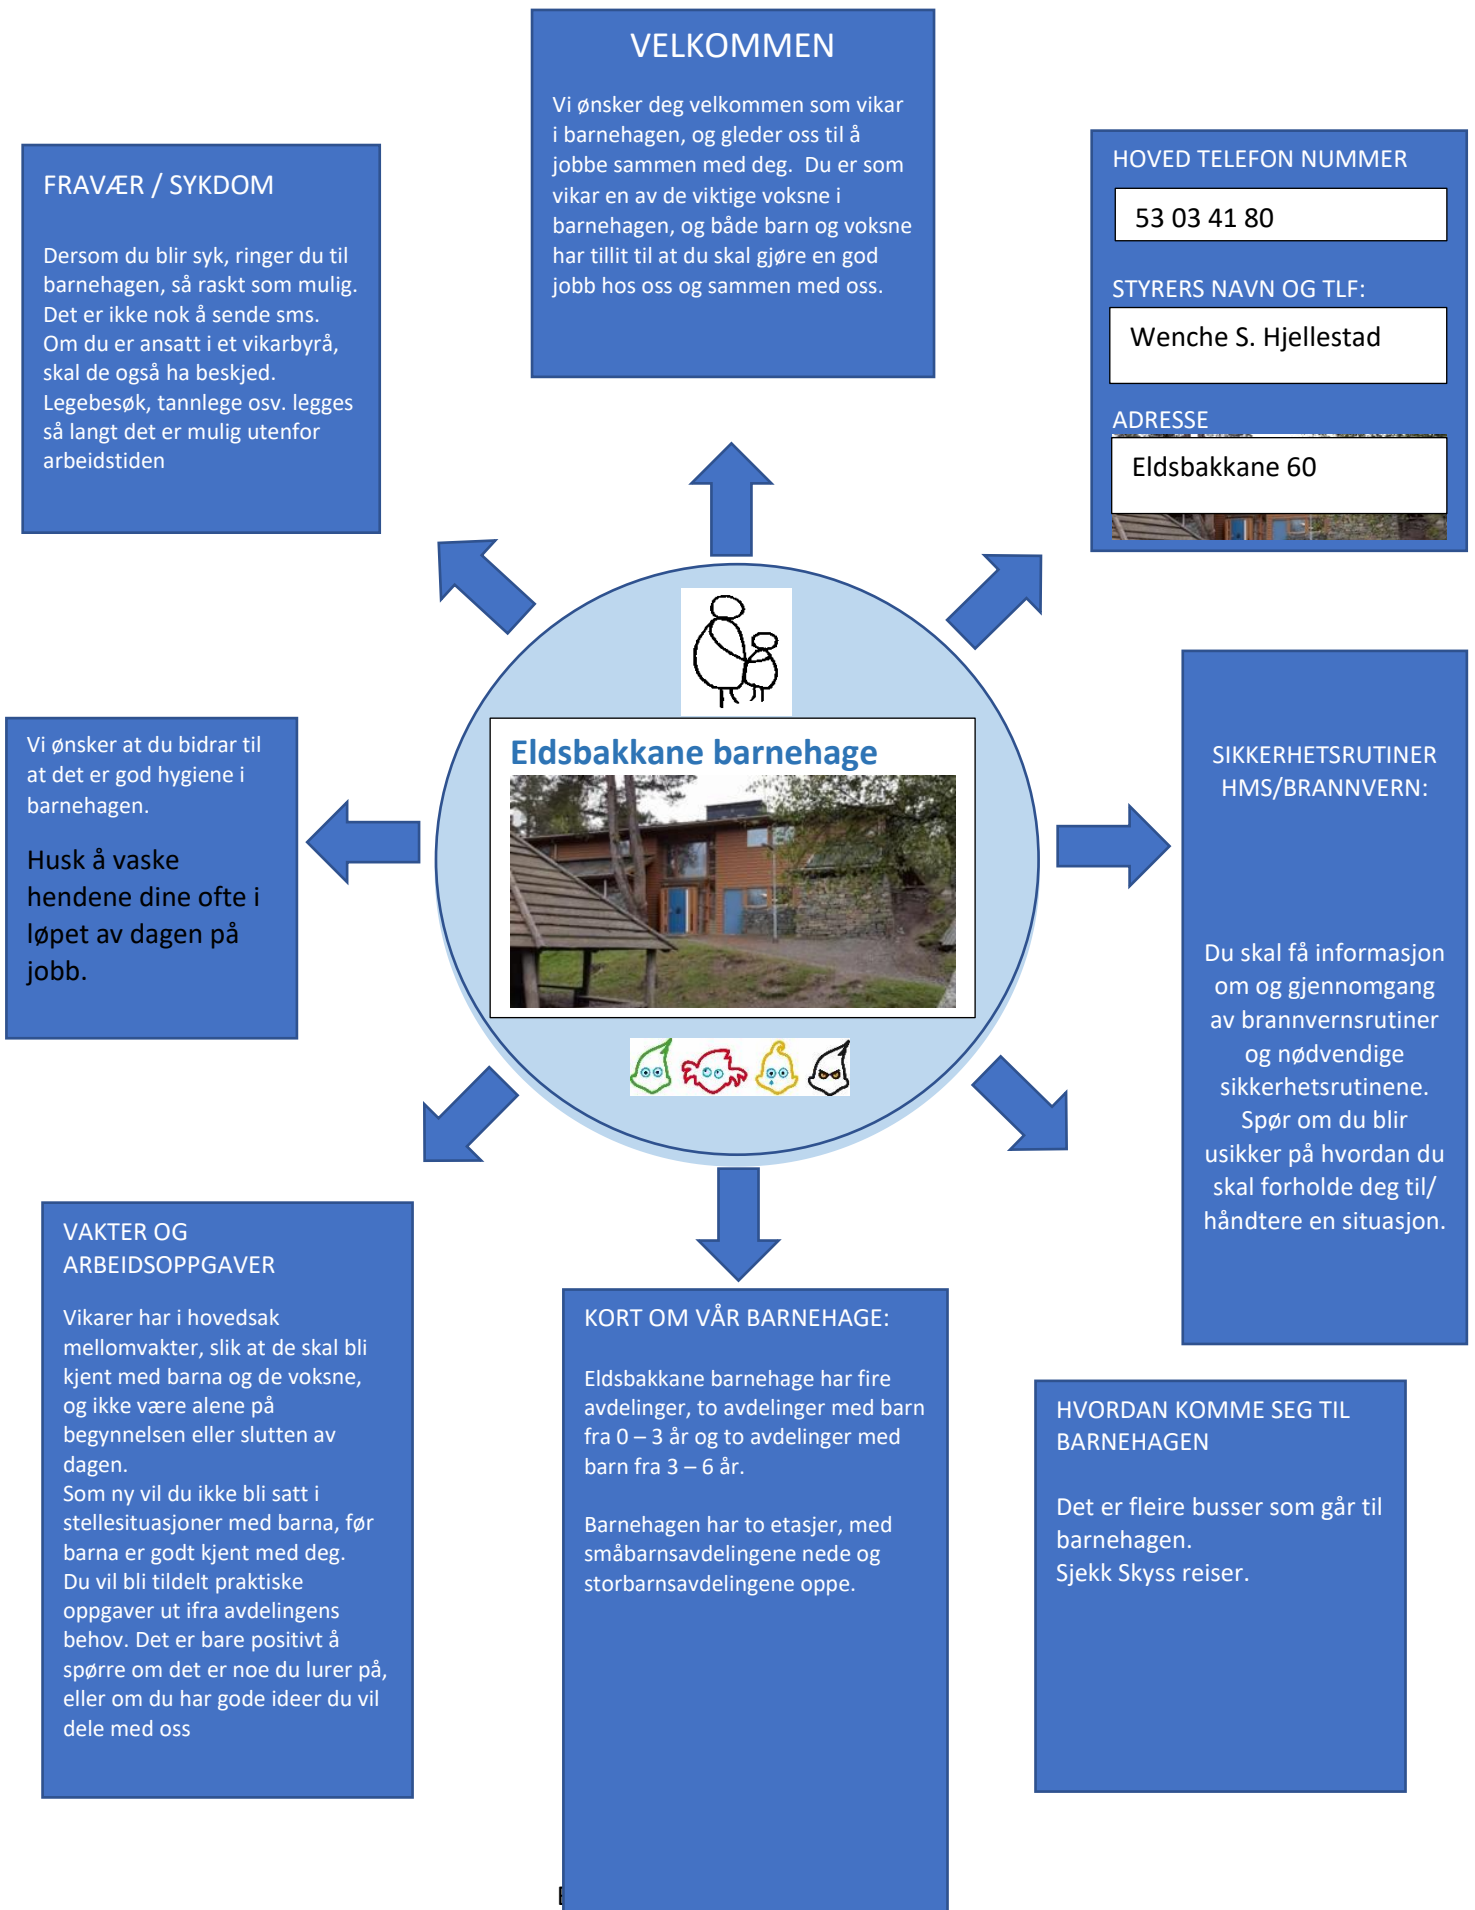 VELKOMMEN
Vi ønsker deg velkommen som vikar
i barnehagen, og gleder oss til å
jobbe sammen med deg.  Du er som
vikar en av de viktige voksne i
barnehagen, og både barn og voksne
har tillit til at du skal gjøre en god
jobb hos oss og sammen med oss.
FRAVÆR / SYKDOM
Dersom du blir syk, ringer du til
barnehagen, så raskt som mulig.
Det er ikke nok å sende sms.
Om du er ansatt i et vikarbyrå,
skal de også ha beskjed.
Legebesøk, tannlege osv. legges
så langt det er mulig utenfor
arbeidstiden
HOVED TELEFON NUMMER
53 03 41 80
STYRERS NAVN OG TLF:
Wenche S. Hjellestad
ADRESSE
Eldsbakkane 60
Vi ønsker at du bidrar til
at det er god hygiene i
barnehagen.
Husk å vaske
hendene dine ofte i
løpet av dagen på
jobb.
Eldsbakkane barnehage
SIKKERHETSRUTINER
HMS/BRANNVERN:
Du skal få informasjon
om og gjennomgang
av brannvernsrutiner
og nødvendige
sikkerhetsrutinene.
Spør om du blir
usikker på hvordan du
skal forholde deg til/
håndtere en situasjon.
VAKTER OG
ARBEIDSOPPGAVER
Vikarer har i hovedsak
mellomvakter, slik at de skal bli
kjent med barna og de voksne,
og ikke være alene på
begynnelsen eller slutten av
dagen.
Som ny vil du ikke bli satt i
stellesituasjoner med barna, før
barna er godt kjent med deg.
Du vil bli tildelt praktiske
oppgaver ut ifra avdelingens
behov. Det er bare positivt å
spørre om det er noe du lurer på,
eller om du har gode ideer du vil
dele med oss
KORT OM VÅR BARNEHAGE:
Eldsbakkane barnehage har fire
avdelinger, to avdelinger med barn
fra 0 – 3 år og to avdelinger med
barn fra 3 – 6 år.
Barnehagen har to etasjer, med
småbarnsavdelingene nede og
storbarnsavdelingene oppe.
HVORDAN KOMME SEG TIL
BARNEHAGEN
Det er fleire busser som går til
barnehagen.
Sjekk Skyss reiser.